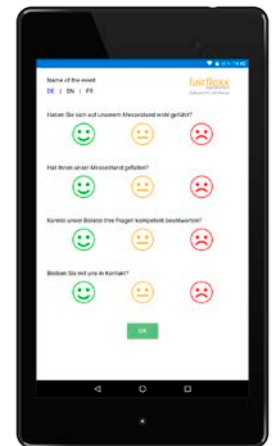 Name of the event
fairflexx
DE | EN | FR
Haben Sie sich auf unserem Messestand wohl gefühlt?
Hat Ihnen unser Messestand gefallen?
Konnte unser Berater Ihre Fragen kompetent beantworten?
Bleiben Sie mit uns in Kontakt?
OK